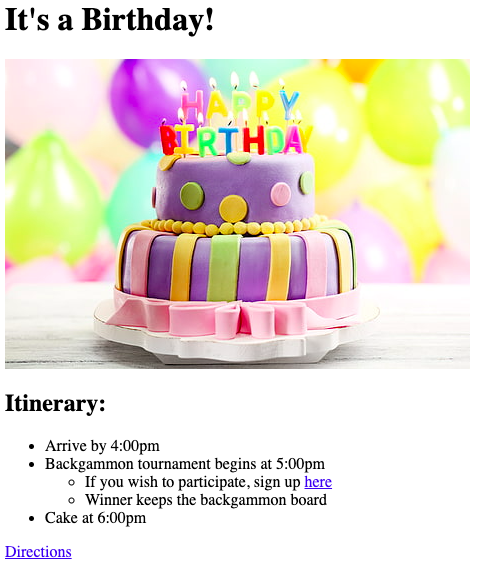 It's a Birthday!
HAPPY
BIRTHDAY
Itinerary:
Arrive by 4:00pm
Backgammon tournament begins at 5:00pm
If you wish to participate, sign up here
Winner keeps the backgammon board
Cake at 6:00pm
Directions